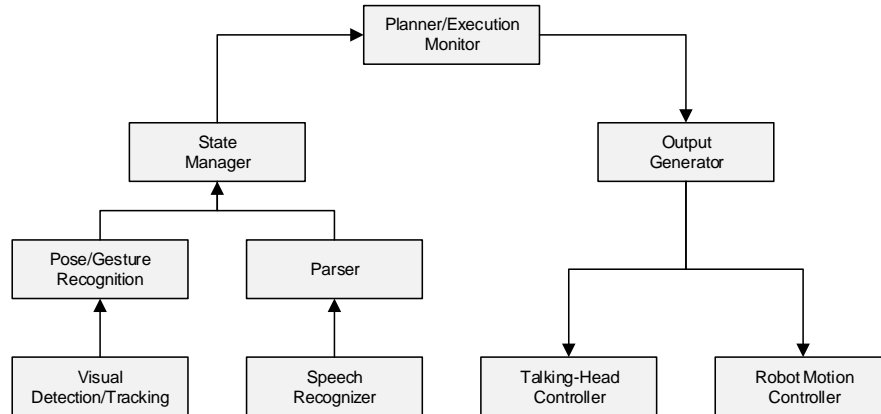 Planner/Execution
Monitor
State
Manager
Output
Generator
Pose/Gesture
Recognition
Parser
Visual
Detection/Tracking
Speech
Recognizer
Talking-Head
Controller
Robot Motion
Controller